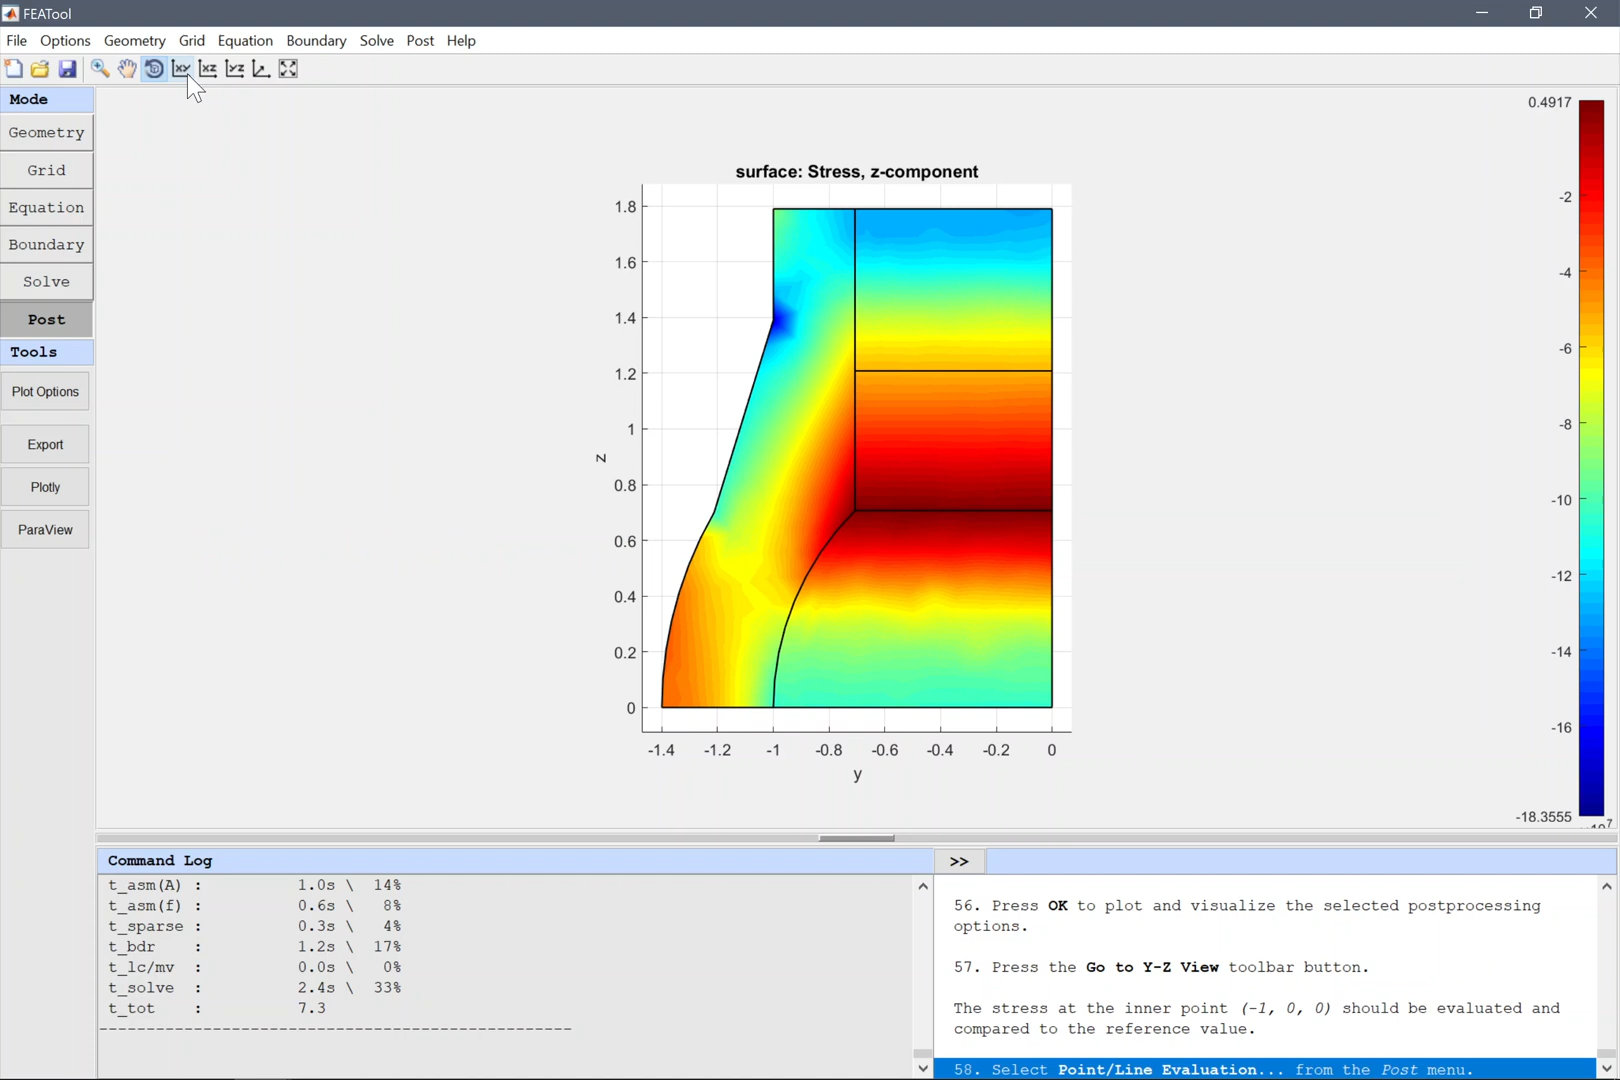 FEATool
File Options Geometry Grid Equation Boundary Solve Post Help
XY XZ YZ
Mode
Geometry
Grid
Equation
Boundary
Solve
Post
Tools
Plot Options
Export
Plotly
ParaView
surface: Stress, z-component
1.8
1.6
1.4
1.2
1
0.8
0.6
0.4
0.2
0
z
-1.4 -1.2 -1 -0.8 -0.6 -0.4 -0.2 0
y
0.4917
-2
-4
-6
-8
-10
-12
-14
-16
-18.3555
Command Log
t_asm(A) : 1.0s \ 14%
t_asm(f) : 0.6s \ 8%
t_sparse : 0.3s \ 4%
t_bdr : 1.2s \ 17%
t_lc/mv : 0.0s \ 0%
t_solve : 2.4s \ 33%
t_tot : 7.3
--------------------------------------------------
>>
56. Press OK to plot and visualize the selected postprocessing
options.
57. Press the Go to Y-Z View toolbar button.
The stress at the inner point (-1, 0, 0) should be evaluated and
compared to the reference value.
58. Select Point/Line Evaluation... from the Post menu.